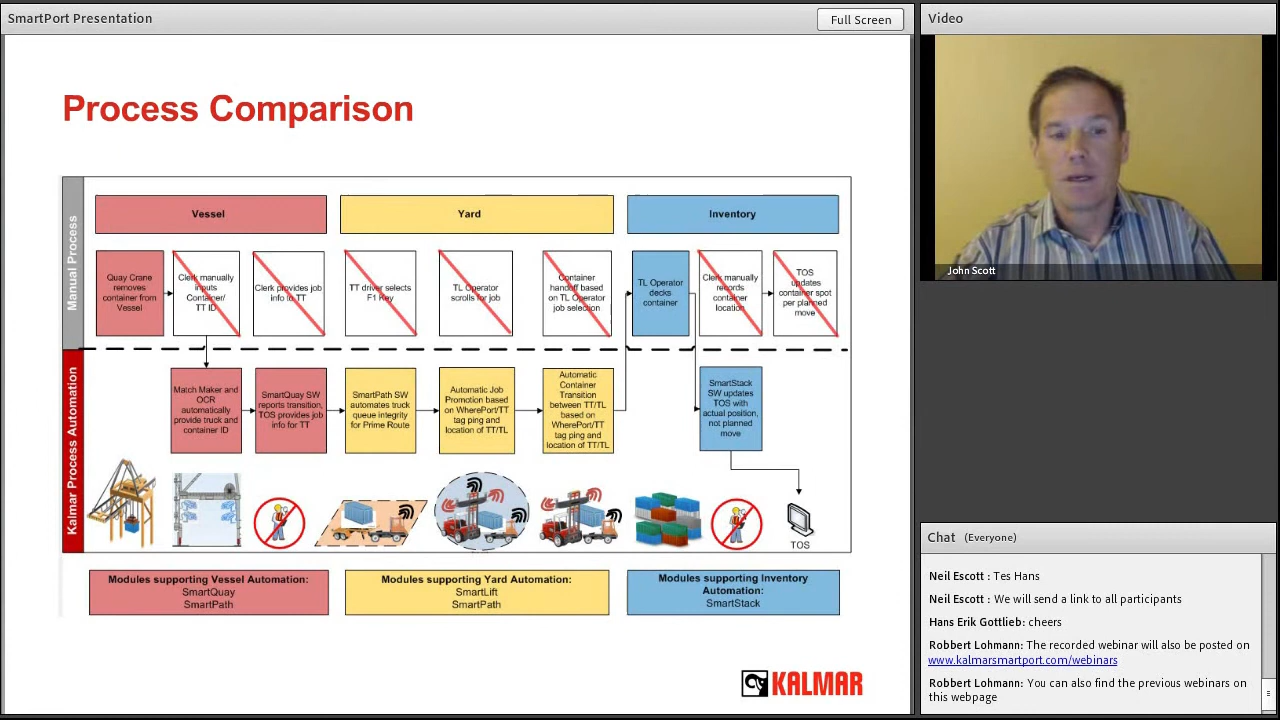 SmartPort Presentation
Full Screen
Process Comparison
Manual Process
Vessel
Yard
Inventory
Quay Crane
removes
container from
Vessel
Clerk manually
inputs
Container/
TT ID
Clerk provides job
info to TT
TT driver selects
F1 Key
TL Operator
scrolls for job
Container
handoff based
on TL Operator
job selection
TL Operator
decks
container
Clerk manually
records
container
location
TOS
updates
container spot
per planned
move
Kalmar Process Automation
Match Maker and
OCR
automatically
provide truck and
container ID
SmartQuay SW
reports transition,
TOS provides job
info for TT
SmartPath SW
automates truck
queue integrity
for Prime Route
Automatic Job
Promotion based
on WherePort/TT
tag ping and
location of TT/TL
Automatic
Container
Transition
between TT/TL
based on
WherePort/TT
tag ping and
location of TT/TL
SmartStack
SW updates
TOS with
actual position,
not planned
move
TOS
Modules supporting Vessel Automation:
SmartQuay
SmartPath
Modules supporting Yard Automation:
SmartLift
SmartPath
Modules supporting Inventory
Automation:
SmartStack
KALMAR
Video
John Scott
Chat (Everyone)
Neil Escott : Tes Hans
Neil Escott : We will send a link to all participants
Hans Erik Gottlieb: cheers
Robbert Lohmann: The recorded webinar will also be posted on
www.kalmarsmartport.com/webinars
Robbert Lohmann: You can also find the previous webinars on
this webpage